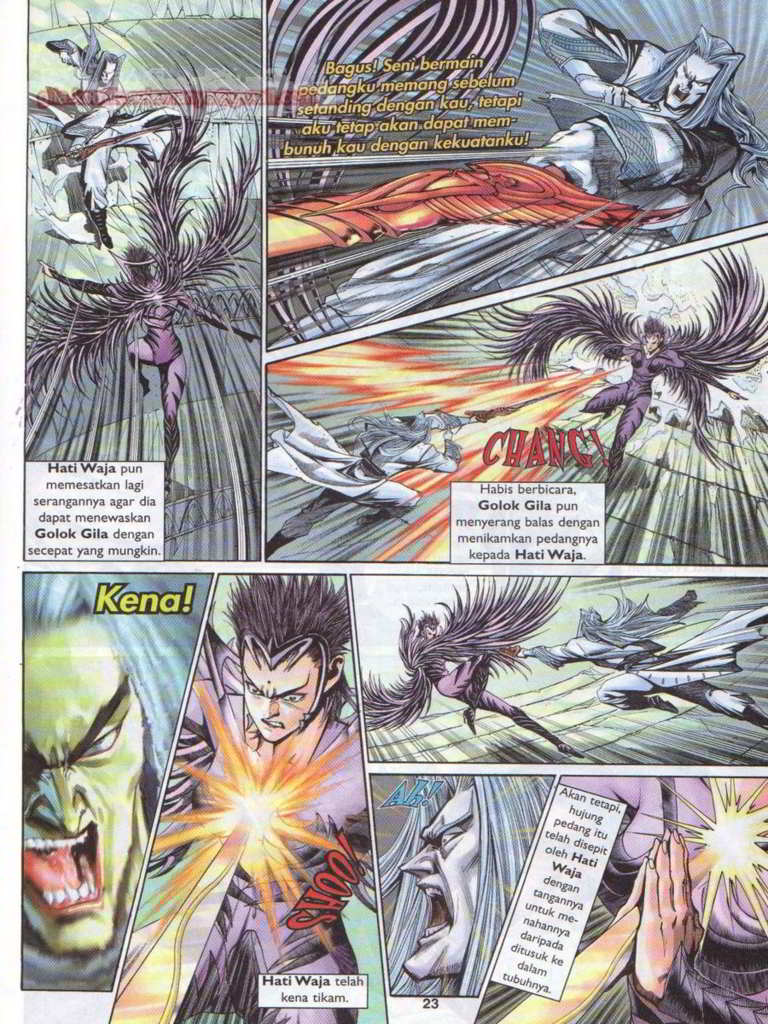 Hati Waja pun
memesatkan lagi
serangannya agar dia
dapat menewaskan
Golok Gila dengan
secepat yang mungkin.
Bagus! Seni bermain
pedangku memang sebelum
setanding dengan kau, tetapi
aku tetap akan dapat mem-
bunuh kau dengan kekuatanku!
CHANG!
Habis berbicara,
Golok Gila pun
menyerang balas dengan
menikamkan pedangnya
kepada Hati Waja.
Kena!
SHOO!
Hati Waja telah
kena tikam.
AH!
Akan tetapi,
hujung
pedang itu
telah disepit
oleh Hati
Waja
dengan
tangannya
untuk me-
nahannya
daripada
ditusuk ke
dalam
tubuhnya.
23